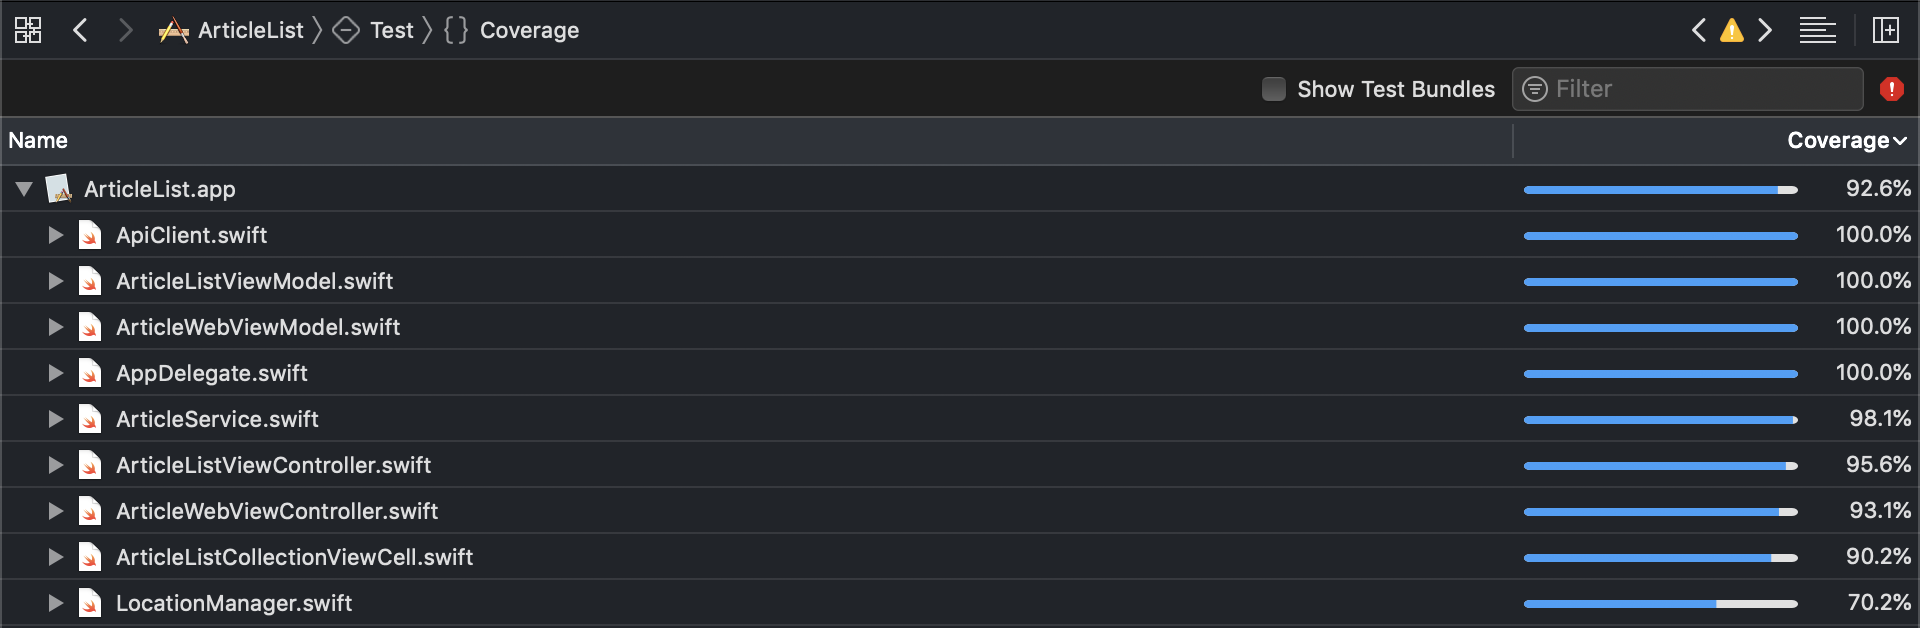 ArticleList Test {} Coverage
Show Test Bundles Filter
Name Coverage
ArticleList.app 92.6%
ApiClient.swift 100.0%
ArticleListViewModel.swift 100.0%
ArticleWebViewModel.swift 100.0%
AppDelegate.swift 100.0%
ArticleService.swift 98.1%
ArticleListViewController.swift 95.6%
ArticleWebViewController.swift 93.1%
ArticleListCollectionViewCell.swift 90.2%
LocationManager.swift 70.2%